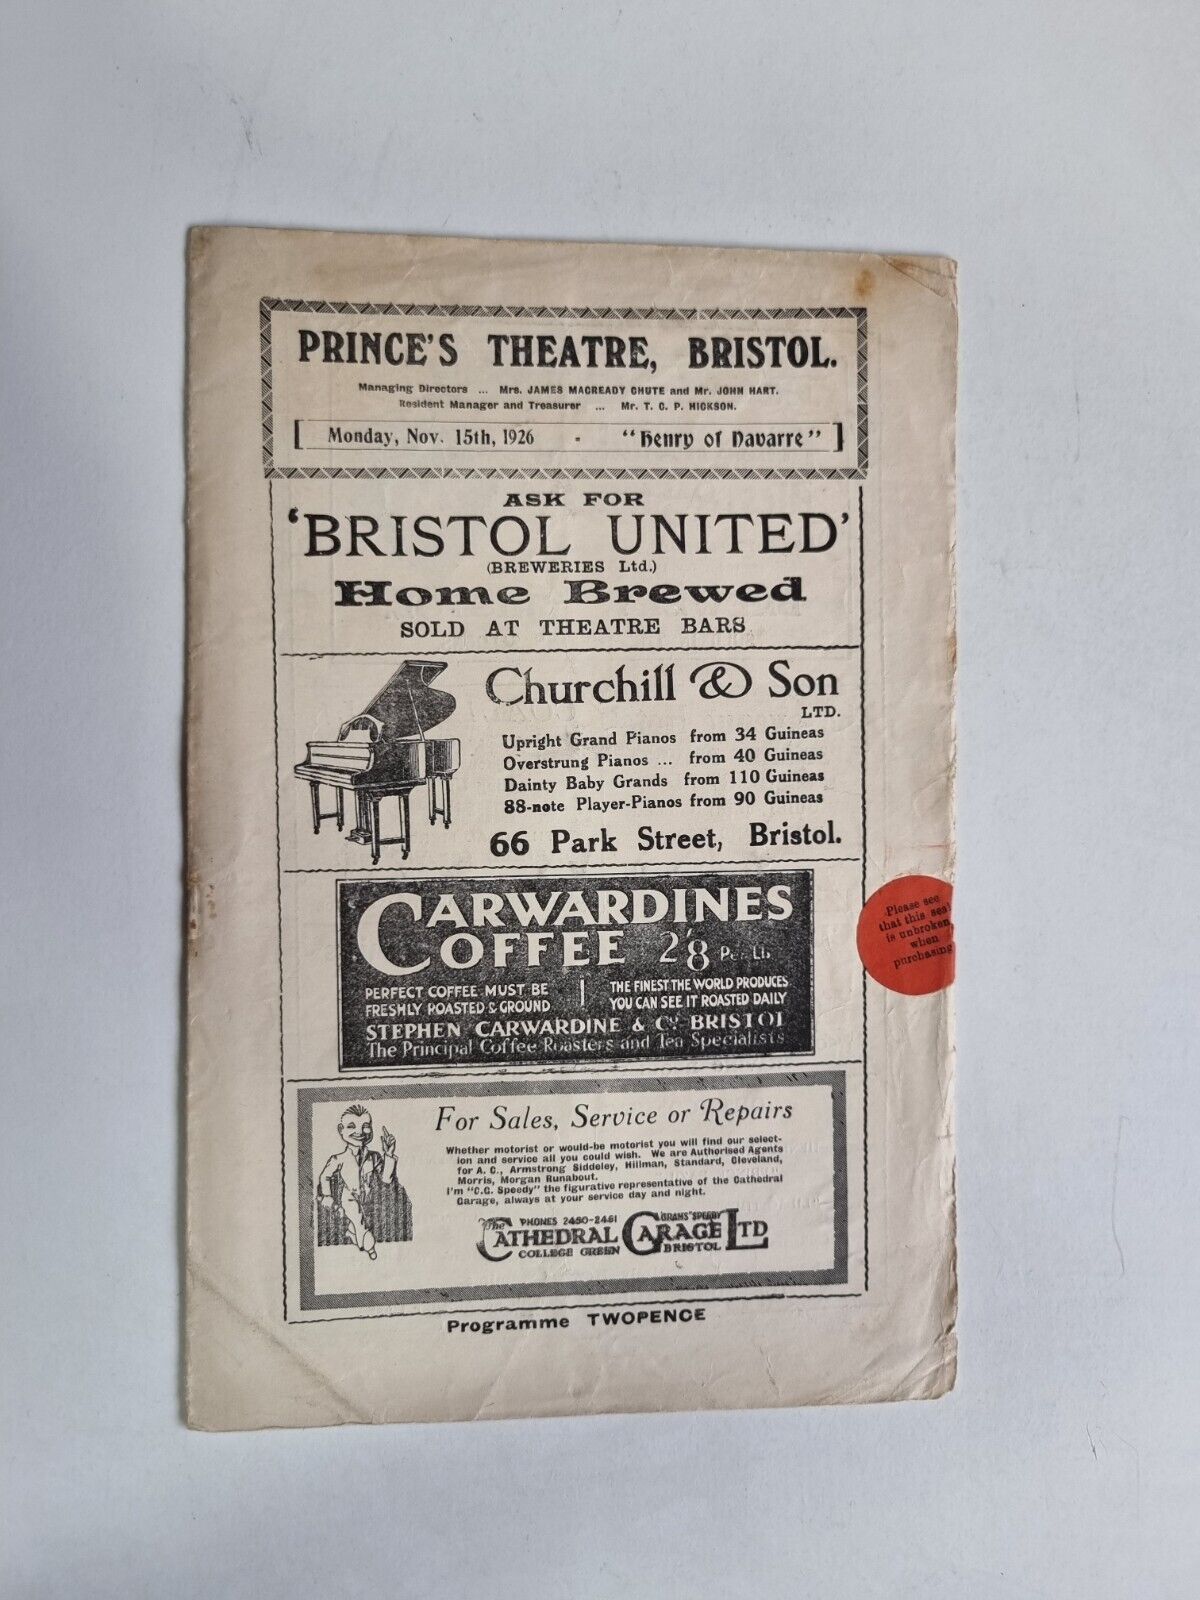 PRINCE'S THEATRE, BRISTOL.
Managing Directors ... Mrs. JAMES MACREADY CHUTE and Mr. JOHN HART.
Resident Manager and Treasurer ... Mr. T. C. P. HICKSON.
[ Monday, Nov. 15th, 1926 - "Henry of Navarre" ]
ASK FOR
'BRISTOL UNITED'
(BREWERIES Ltd.)
Home Brewed
SOLD AT THEATRE BARS
Churchill & Son
LTD.
Upright Grand Pianos from 34 Guineas
Overstrung Pianos ... from 40 Guineas
Dainty Baby Grands from 110 Guineas
88-note Player-Pianos from 90 Guineas
66 Park Street, Bristol.
CARWARDINES
COFFEE 2'8 Per Lb
PERFECT COFFEE MUST BE
FRESHLY ROASTED & GROUND
THE FINEST THE WORLD PRODUCES
YOU CAN SEE IT ROASTED DAILY
STEPHEN CARWARDINE & Co. BRISTOL
The Principal Coffee Roasters and Tea Specialists
Please see
that this seal
is unbroken
when
purchasing
For Sales, Service or Repairs
Whether motorist or would-be motorist you will find our select-
ion and service all you could wish. We are Authorised Agents
for A. C., Armstrong Siddeley, Hillman, Standard, Cleveland,
Morris, Morgan Runabout.
I'm "C.G. Speedy" the figurative representative of the Cathedral
Garage, always at your service day and night.
PHONES 2460-2461 GRAMS "SPEEDY"
The CATHEDRAL GARAGE LTD
COLLEGE GREEN BRISTOL
Programme TWOPENCE